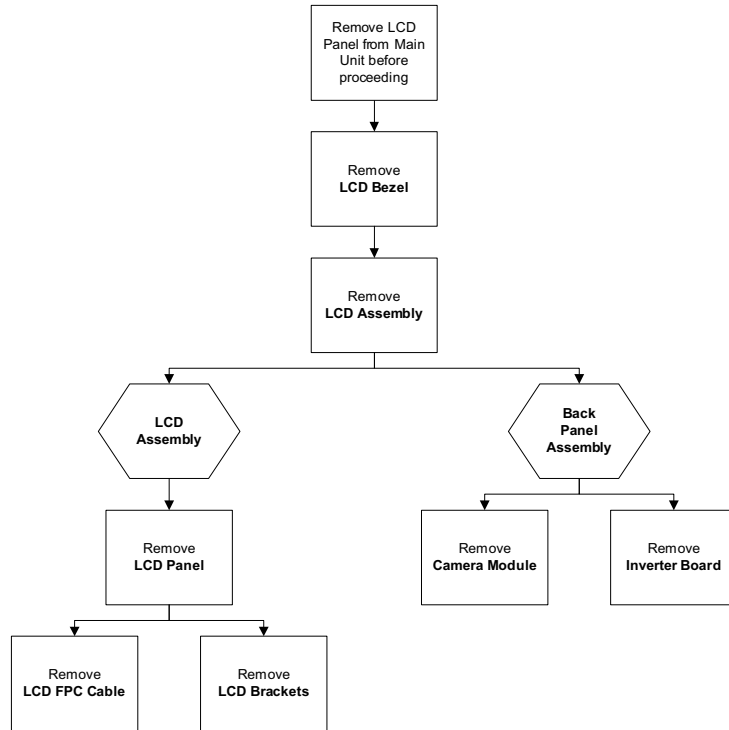 Remove LCD
Panel from Main
Unit before
proceeding
Remove
LCD Bezel
Remove
LCD Assembly
LCD
Assembly
Back
Panel
Assembly
Remove
LCD Panel
Remove
Camera Module
Remove
Inverter Board
Remove
LCD FPC Cable
Remove
LCD Brackets